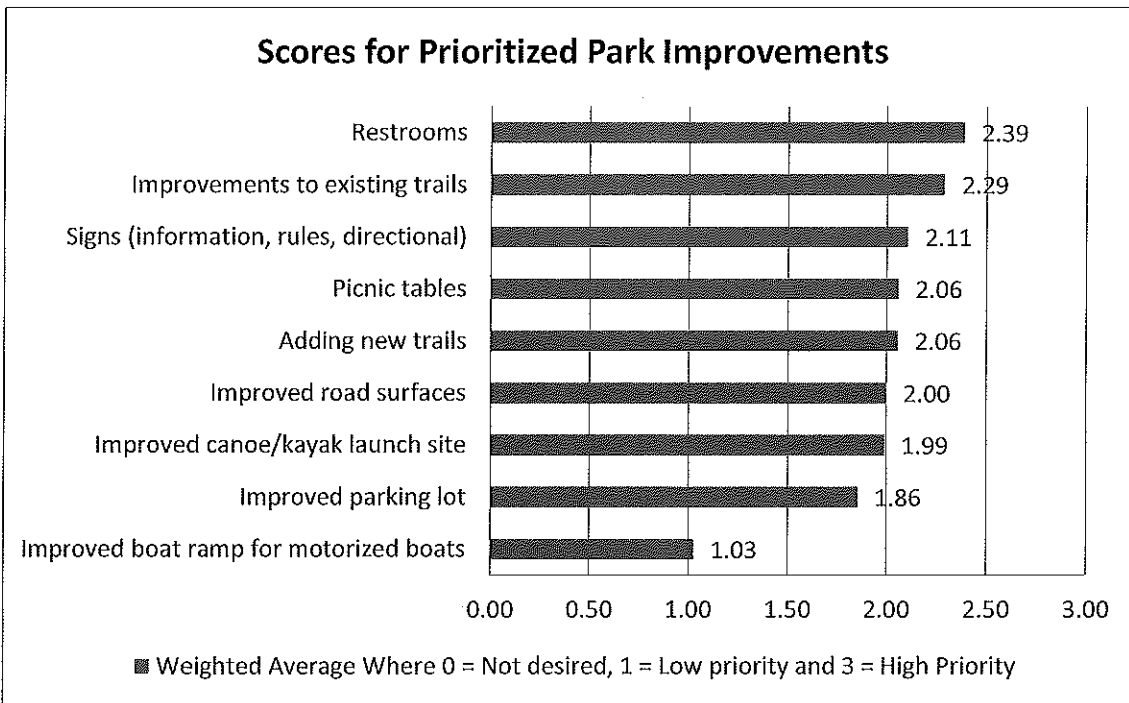 Scores for Prioritized Park Improvements
Restrooms 2.39
Improvements to existing trails 2.29
Signs (information, rules, directional) 2.11
Picnic tables 2.06
Adding new trails 2.06
Improved road surfaces 2.00
Improved canoe/kayak launch site 1.99
Improved parking lot 1.86
Improved boat ramp for motorized boats 1.03
0.00 0.50 1.00 1.50 2.00 2.50 3.00
Weighted Average Where 0 = Not desired, 1 = Low priority and 3 = High Priority